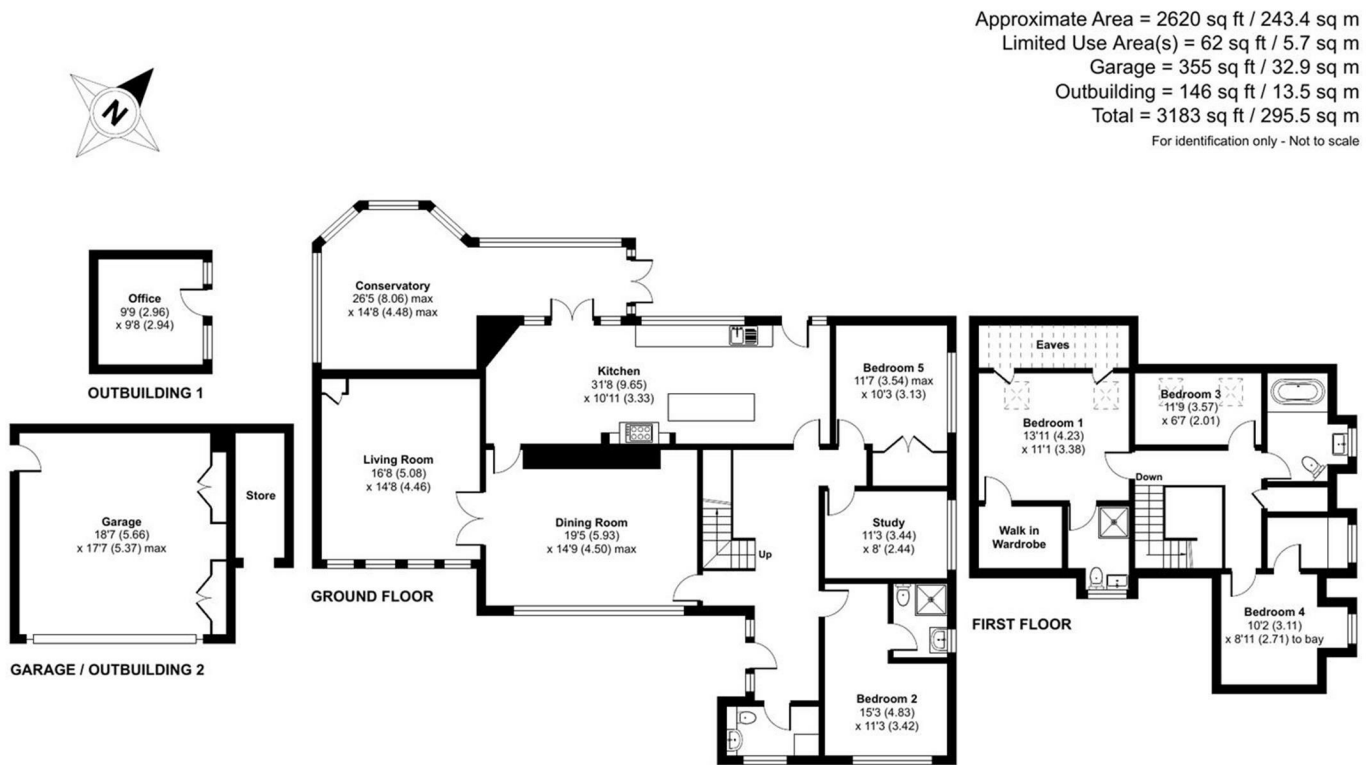 Approximate Area = 2620 sq ft / 243.4 sq m
Limited Use Area(s) = 62 sq ft / 5.7 sq m
Garage = 355 sq ft / 32.9 sq m
Outbuilding = 146 sq ft / 13.5 sq m
Total = 3183 sq ft / 295.5 sq m
For identification only - Not to scale
N
Office
9'9 (2.96)
x 9'8 (2.94)
OUTBUILDING 1
Garage
18'7 (5.66)
x 17'7 (5.37) max
Store
GARAGE / OUTBUILDING 2
Conservatory
26'5 (8.06) max
x 14'8 (4.48) max
Kitchen
31'8 (9.65)
x 10'11 (3.33)
Bedroom 5
11'7 (3.54) max
x 10'3 (3.13)
Living Room
16'8 (5.08)
x 14'8 (4.46)
Dining Room
19'5 (5.93)
x 14'9 (4.50) max
Up
Study
11'3 (3.44)
x 8' (2.44)
Bedroom 2
15'3 (4.83)
x 11'3 (3.42)
GROUND FLOOR
Eaves
Bedroom 1
13'11 (4.23)
x 11'1 (3.38)
Bedroom 3
11'9 (3.57)
x 6'7 (2.01)
Down
Walk in
Wardrobe
Bedroom 4
10'2 (3.11)
x 8'11 (2.71) to bay
FIRST FLOOR